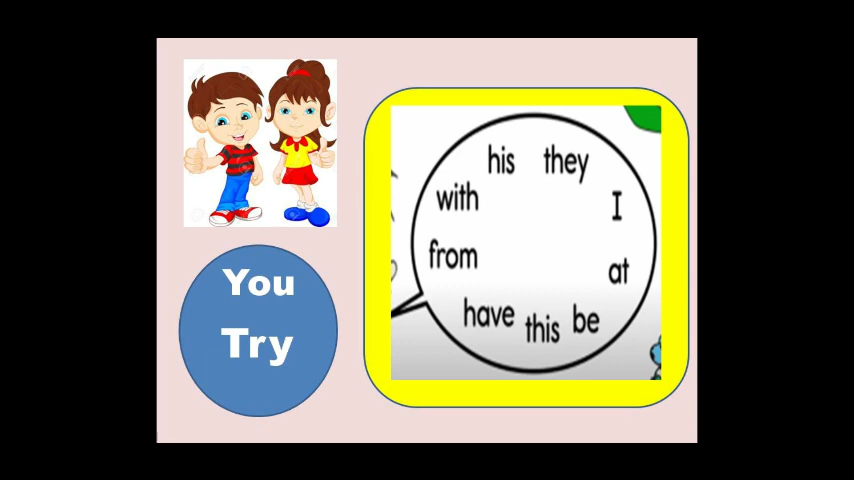 You
Try
his they
with
I
from
at
have this be